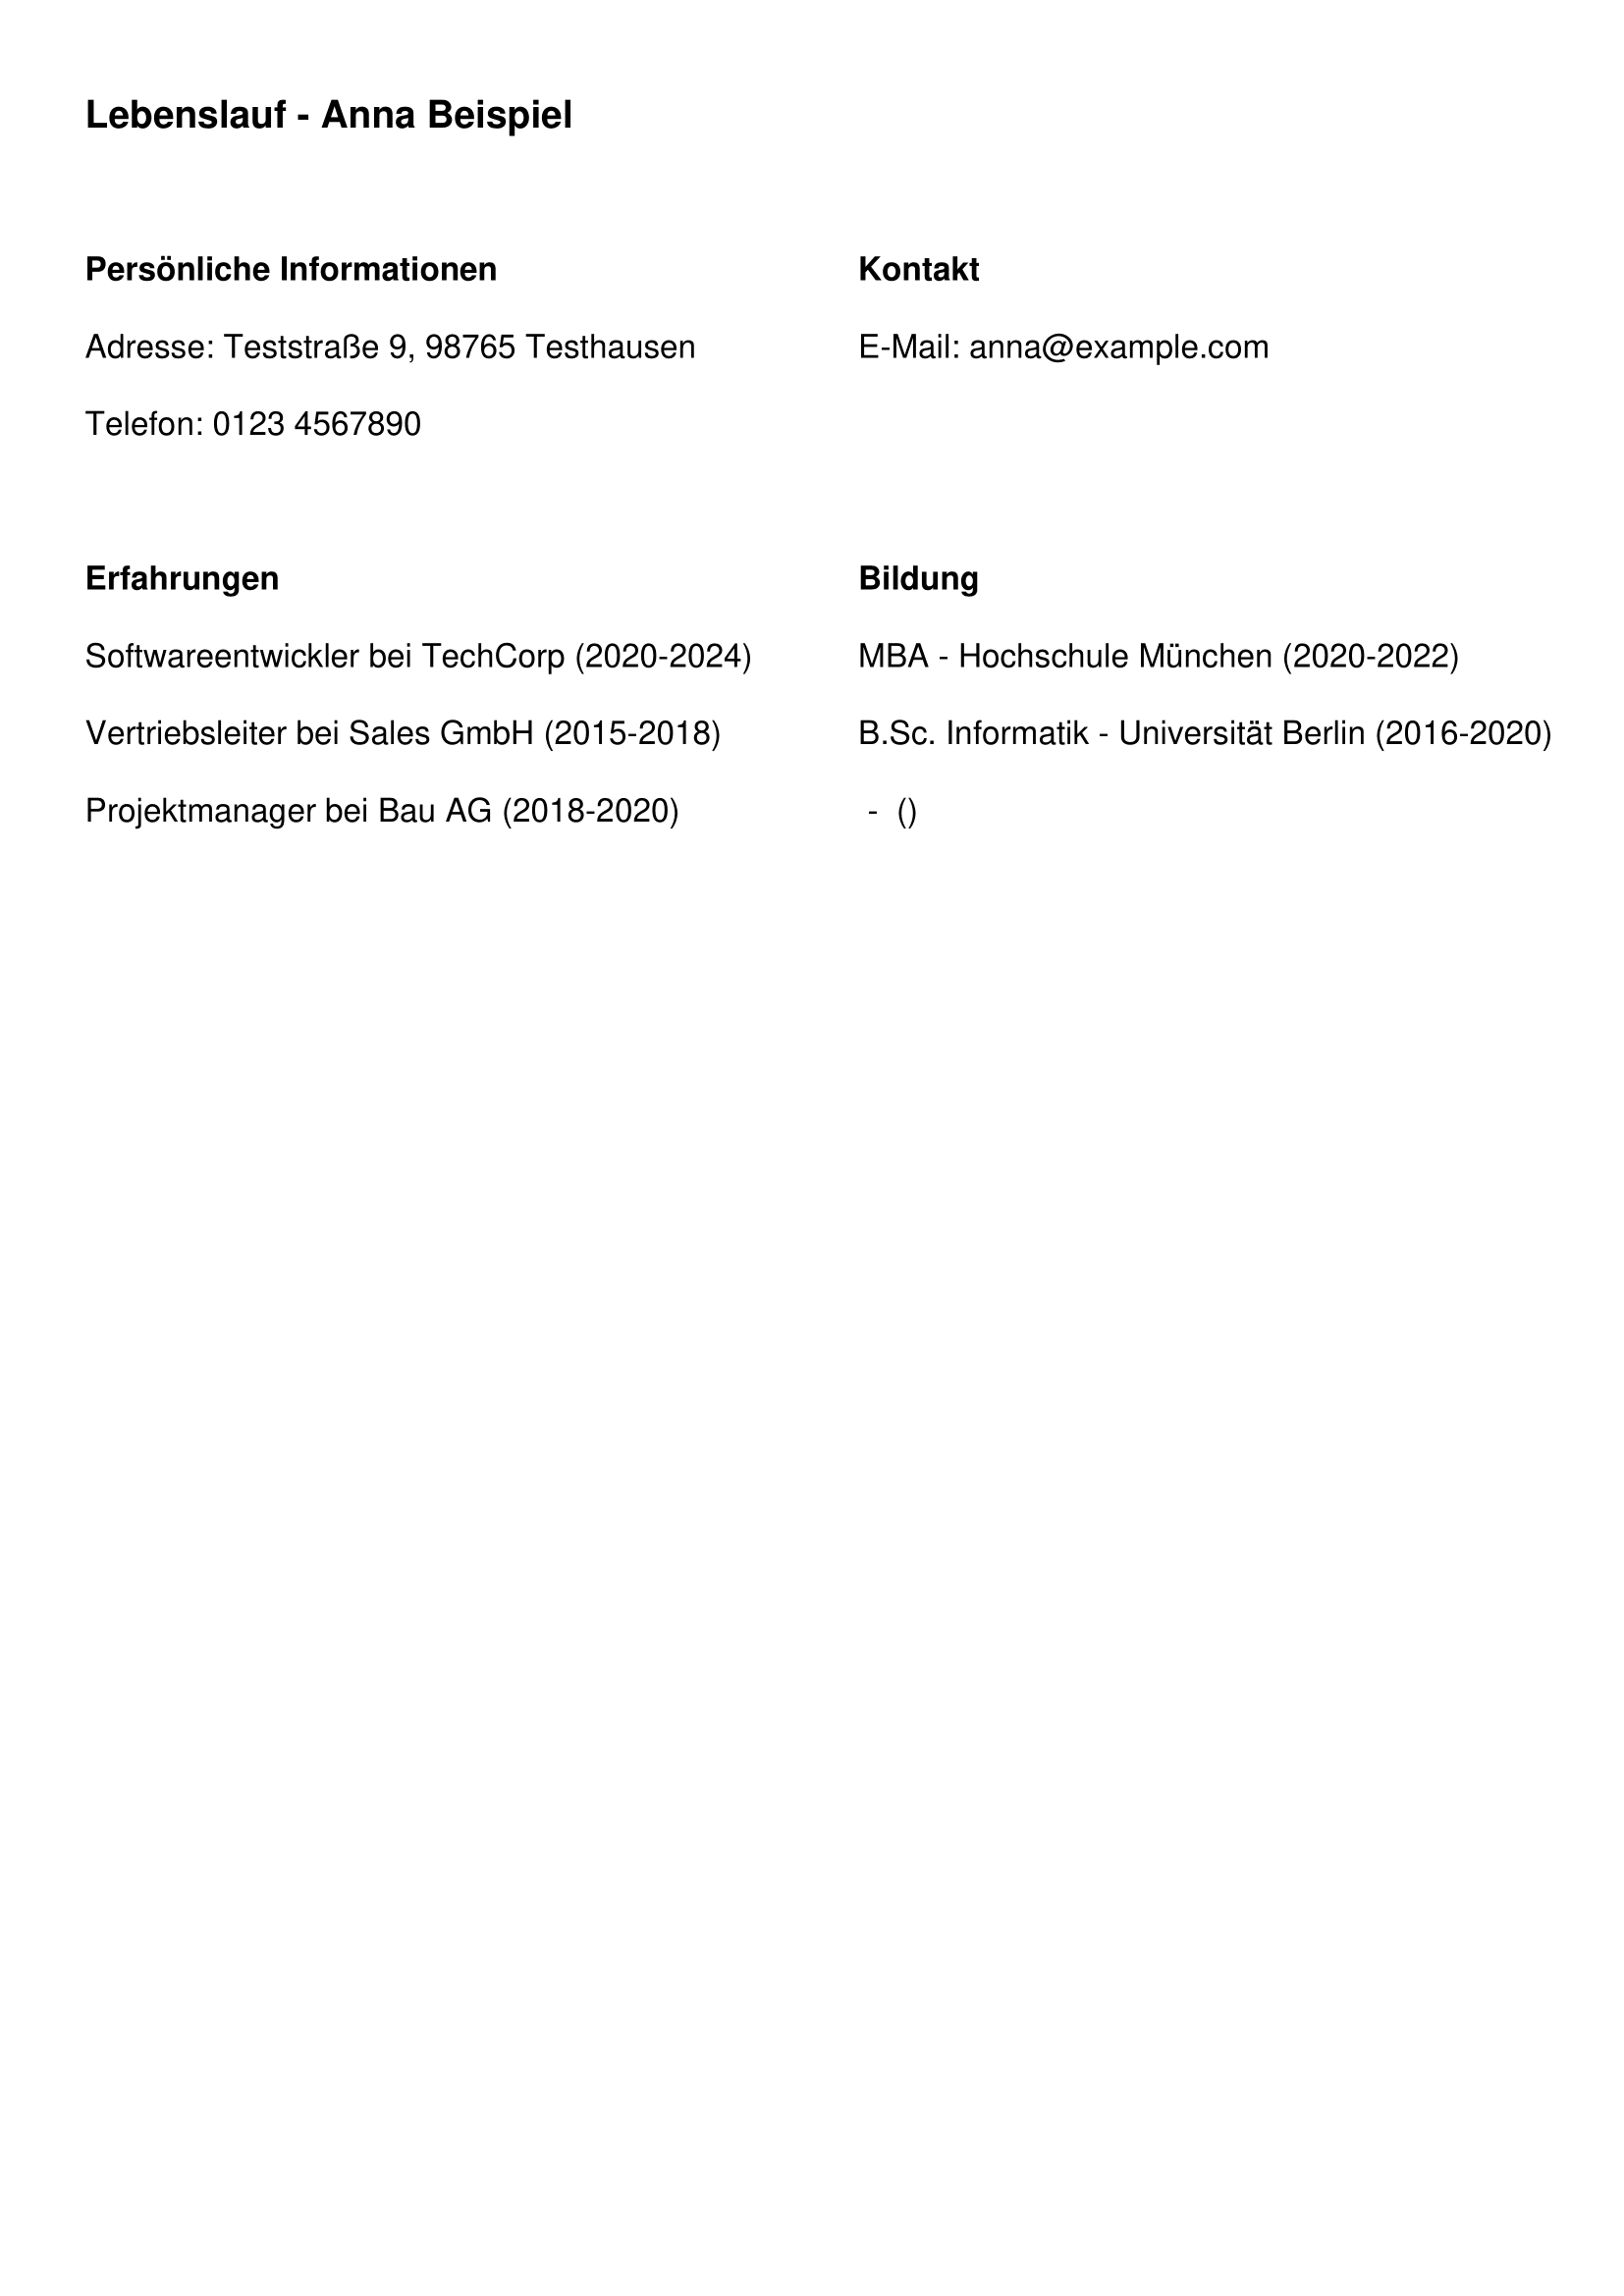 Lebenslauf - Anna Beispiel
Persönliche Informationen
Adresse: Teststraße 9, 98765 Testhausen
Telefon: 0123 4567890
Kontakt
E-Mail: anna@example.com
Erfahrungen
Softwareentwickler bei TechCorp (2020-2024)
Vertriebsleiter bei Sales GmbH (2015-2018)
Projektmanager bei Bau AG (2018-2020)
Bildung
MBA - Hochschule München (2020-2022)
B.Sc. Informatik - Universität Berlin (2016-2020)
- ()